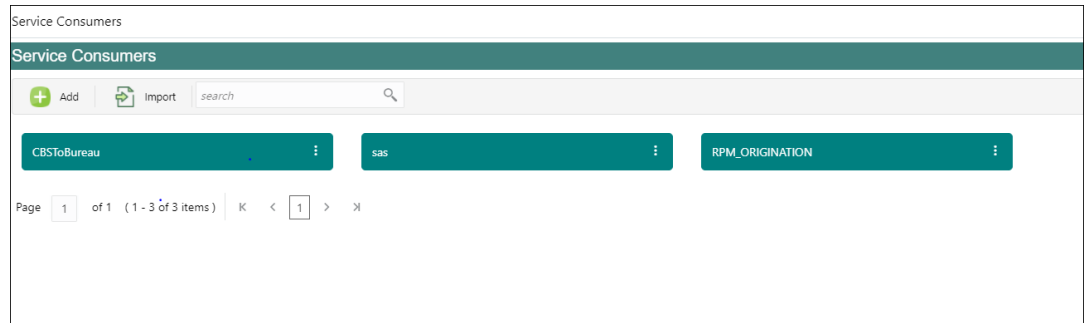 Service Consumers
Service Consumers
Add Import search
CBSToBureau sas RPM_ORIGINATION
Page 1 of 1 ( 1 - 3 of 3 items ) K < 1 > Ʞ